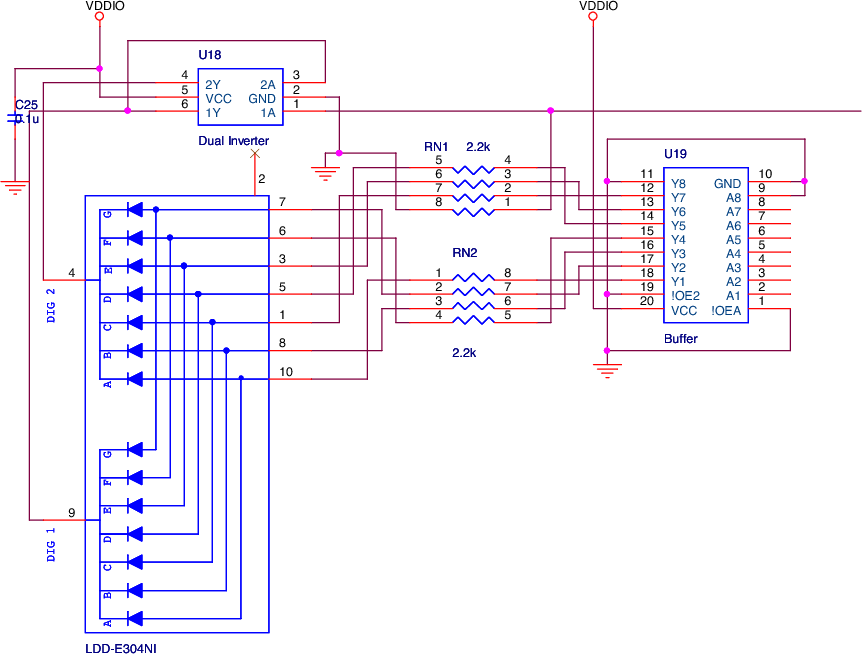 VDDIO
VDDIO
U18
4 2Y 2A 3
5 VCC GND 2
6 1Y 1A 1
C25
0.1u
Dual Inverter
RN1 2.2k
5 4
6 3
7 2
8 1
U19
11 Y8 GND 10
12 Y7 A8 9
13 Y6 A7 8
14 Y5 A6 7
15 Y4 A5 6
16 Y3 A4 5
17 Y2 A3 4
18 Y1 A2 3
19 !OE2 A1 2
20 VCC !OEA 1
Buffer
RN2
1 8
2 7
3 6
4 5
2.2k
2
G 7
F 6
E 3
D 5
C 1
B 8
A 10
4
DIG 2
G
F
E
D
C
B
A
9
DIG 1
LDD-E304NI